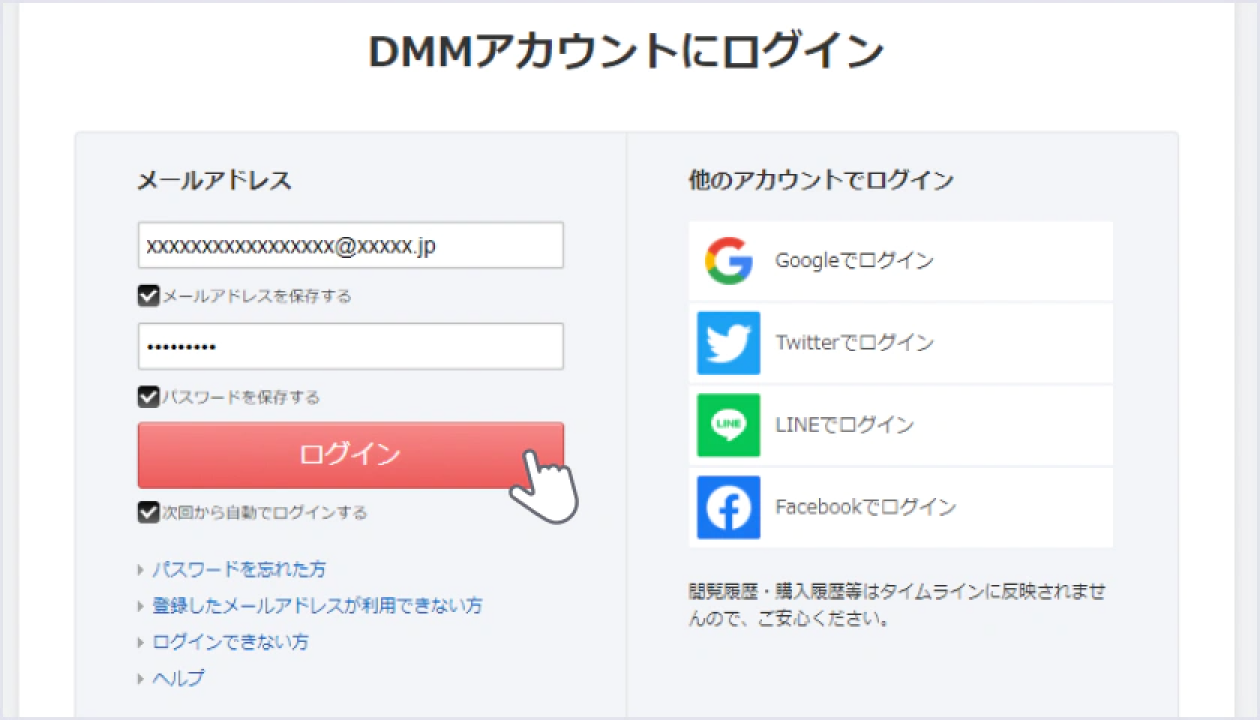 DMMアカウントにログイン
メールアドレス
xxxxxxxxxxxxxxxxx@xxxxx.jp
メールアドレスを保存する
•••••••••
パスワードを保存する
ログイン
次回から自動でログインする
パスワードを忘れた方
登録したメールアドレスが利用できない方
ログインできない方
ヘルプ
他のアカウントでログイン
Googleでログイン
Twitterでログイン
LINE
LINEでログイン
Facebookでログイン
閲覧履歴・購入履歴等はタイムラインに反映されませ
んので、ご安心ください。